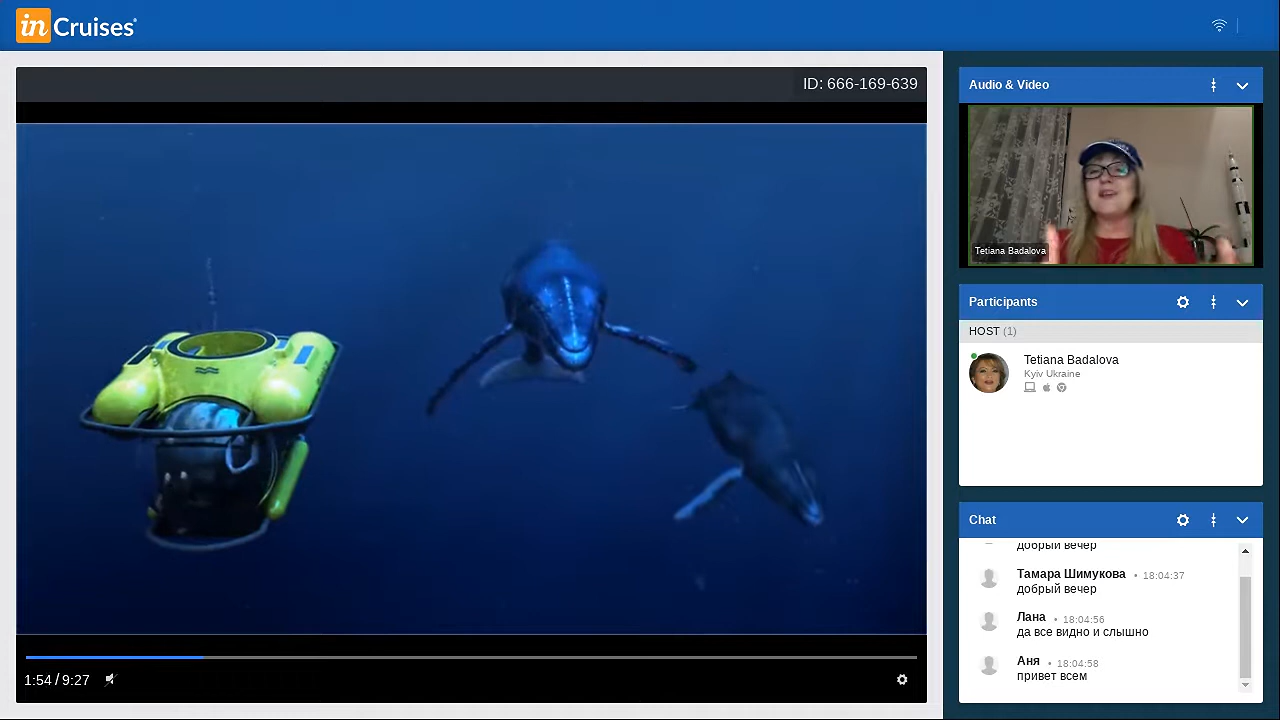 in Cruises
ID: 666-169-639
1:54 / 9:27
Audio & Video
Tetiana Badalova
Participants
HOST (1)
Tetiana Badalova
Kyiv Ukraine
Chat
добрый вечер
Тамара Шимукова • 18:04:37
добрый вечер
Лана • 18:04:56
да все видно и слышно
Аня • 18:04:58
привет всем